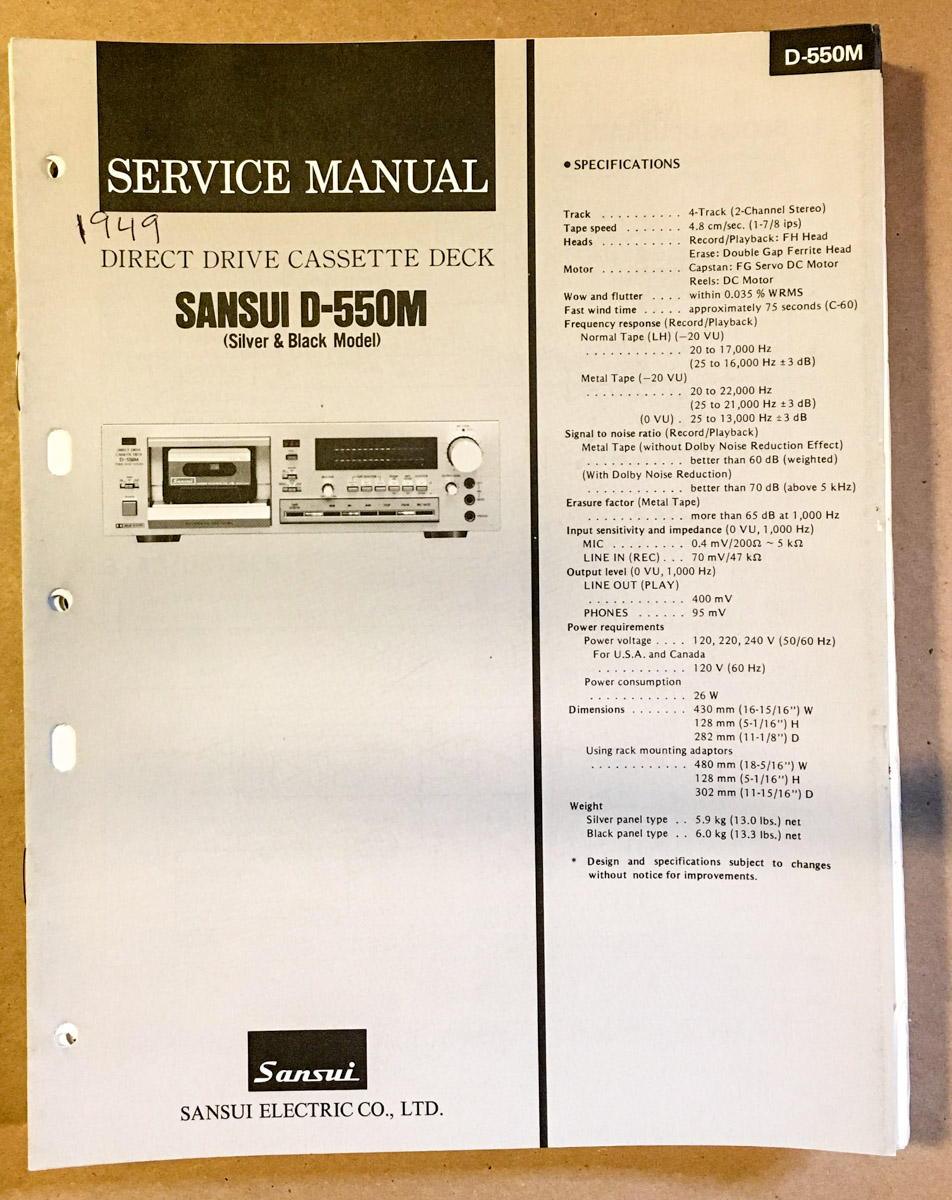 D-550M
SERVICE MANUAL
1949
DIRECT DRIVE CASSETTE DECK
SANSUI D-550M
(Silver & Black Model)
Sansui
SANSUI ELECTRIC CO., LTD.
● SPECIFICATIONS
Track . . . . . . . . . . 4-Track (2-Channel Stereo)
Tape speed . . . . . . . 4.8 cm/sec. (1-7/8 ips)
Heads . . . . . . . . . . Record/Playback: FH Head
Erase: Double Gap Ferrite Head
Motor . . . . . . . . . . Capstan: FG Servo DC Motor
Reels: DC Motor
Wow and flutter . . . . within 0.035 % WRMS
Fast wind time . . . . . approximately 75 seconds (C-60)
Frequency response (Record/Playback)
Normal Tape (LH) (−20 VU)
. . . . . . . . . . . . 20 to 17,000 Hz
(25 to 16,000 Hz ±3 dB)
Metal Tape (−20 VU)
. . . . . . . . . . . . 20 to 22,000 Hz
(25 to 21,000 Hz ±3 dB)
(0 VU) . 25 to 13,000 Hz ±3 dB
Signal to noise ratio (Record/Playback)
Metal Tape (without Dolby Noise Reduction Effect)
. . . . . . . . . . . . better than 60 dB (weighted)
(With Dolby Noise Reduction)
. . . . . . . . . . . . better than 70 dB (above 5 kHz)
Erasure factor (Metal Tape)
. . . . . . . . . . . . more than 65 dB at 1,000 Hz
Input sensitivity and impedance (0 VU, 1,000 Hz)
MIC . . . . . . . . . 0.4 mV/200Ω ~ 5 kΩ
LINE IN (REC) . . . 70 mV/47 kΩ
Output level (0 VU, 1,000 Hz)
LINE OUT (PLAY)
. . . . . . . . . . . . 400 mV
PHONES . . . . . . 95 mV
Power requirements
Power voltage . . . . 120, 220, 240 V (50/60 Hz)
For U.S.A. and Canada
. . . . . . . . . . . 120 V (60 Hz)
Power consumption
. . . . . . . . . . . . 26 W
Dimensions . . . . . . . 430 mm (16-15/16") W
128 mm (5-1/16") H
282 mm (11-1/8") D
Using rack mounting adaptors
. . . . . . . . . . . . 480 mm (18-5/16") W
128 mm (5-1/16") H
302 mm (11-15/16") D
Weight
Silver panel type . . 5.9 kg (13.0 lbs.) net
Black panel type . . 6.0 kg (13.3 lbs.) net
* Design and specifications subject to changes
without notice for improvements.